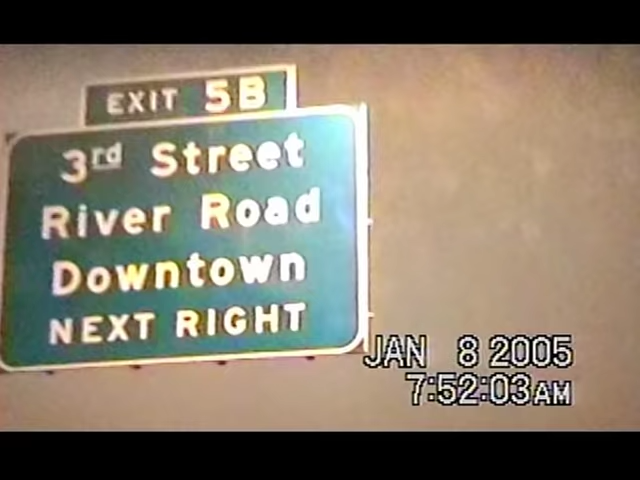 EXIT 5B
3rd Street
River Road
Downtown
NEXT RIGHT
JAN 8 2005
7:52:03AM